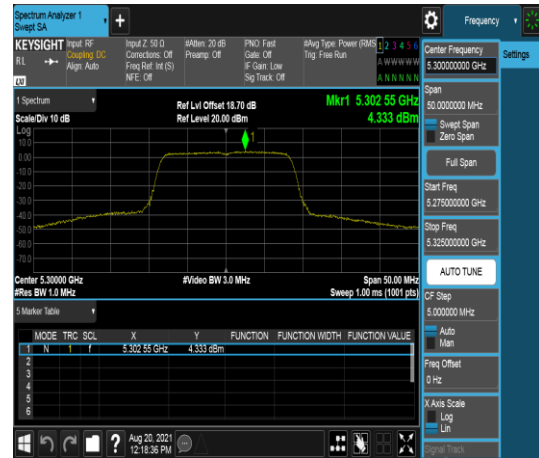 Spectrum Analyzer 1
Swept SA
+
Frequency
KEYSIGHT
RL
LXI
Input: RF
Coupling: DC
Align: Auto
Input Z: 50 Ω
Corrections: Off
Freq Ref: Int (S)
NFE: Off
#Atten: 20 dB
Preamp: Off
PNO: Fast
Gate: Off
IF Gain: Low
Sig Track: Off
#Avg Type: Power (RMS)
Trig: Free Run
1 2 3 4 5 6
A W W W W W
A N N N N N
1 Spectrum
Scale/Div 10 dB
Ref Lvl Offset 18.70 dB
Ref Level 20.00 dBm
Mkr1 5.302 55 GHz
4.333 dBm
Log
10.0
0.00
-10.0
-20.0
-30.0
-40.0
-50.0
-60.0
-70.0
1
Center 5.30000 GHz
#Res BW 1.0 MHz
#Video BW 3.0 MHz
Span 50.00 MHz
Sweep 1.00 ms (1001 pts)
5 Marker Table
MODE TRC SCL X Y FUNCTION FUNCTION WIDTH FUNCTION VALUE
1 N 1 f 5.302 55 GHz 4.333 dBm
2
3
4
5
6
?
Aug 20, 2021
12:18:36 PM
Center Frequency
5.300000000 GHz
Settings
Span
50.0000000 MHz
Swept Span
Zero Span
Full Span
Start Freq
5.275000000 GHz
Stop Freq
5.325000000 GHz
AUTO TUNE
CF Step
5.000000 MHz
Auto
Man
Freq Offset
0 Hz
X Axis Scale
Log
Lin
Signal Track